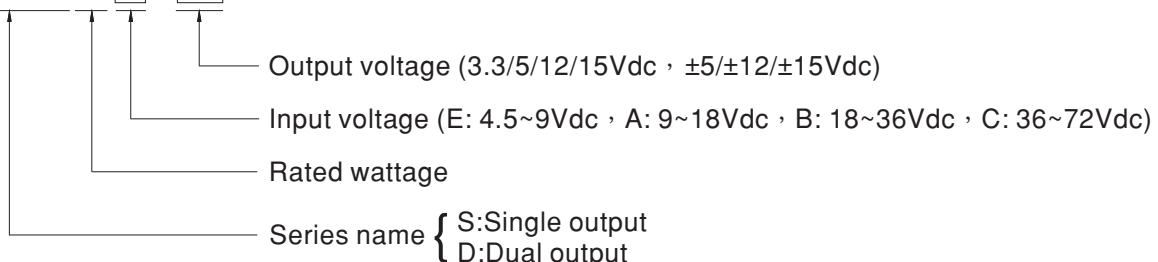 Output voltage (3.3/5/12/15Vdc，±5/±12/±15Vdc)
Input voltage (E: 4.5~9Vdc，A: 9~18Vdc，B: 18~36Vdc，C: 36~72Vdc)
Rated wattage
Series name { S:Single output
D:Dual output